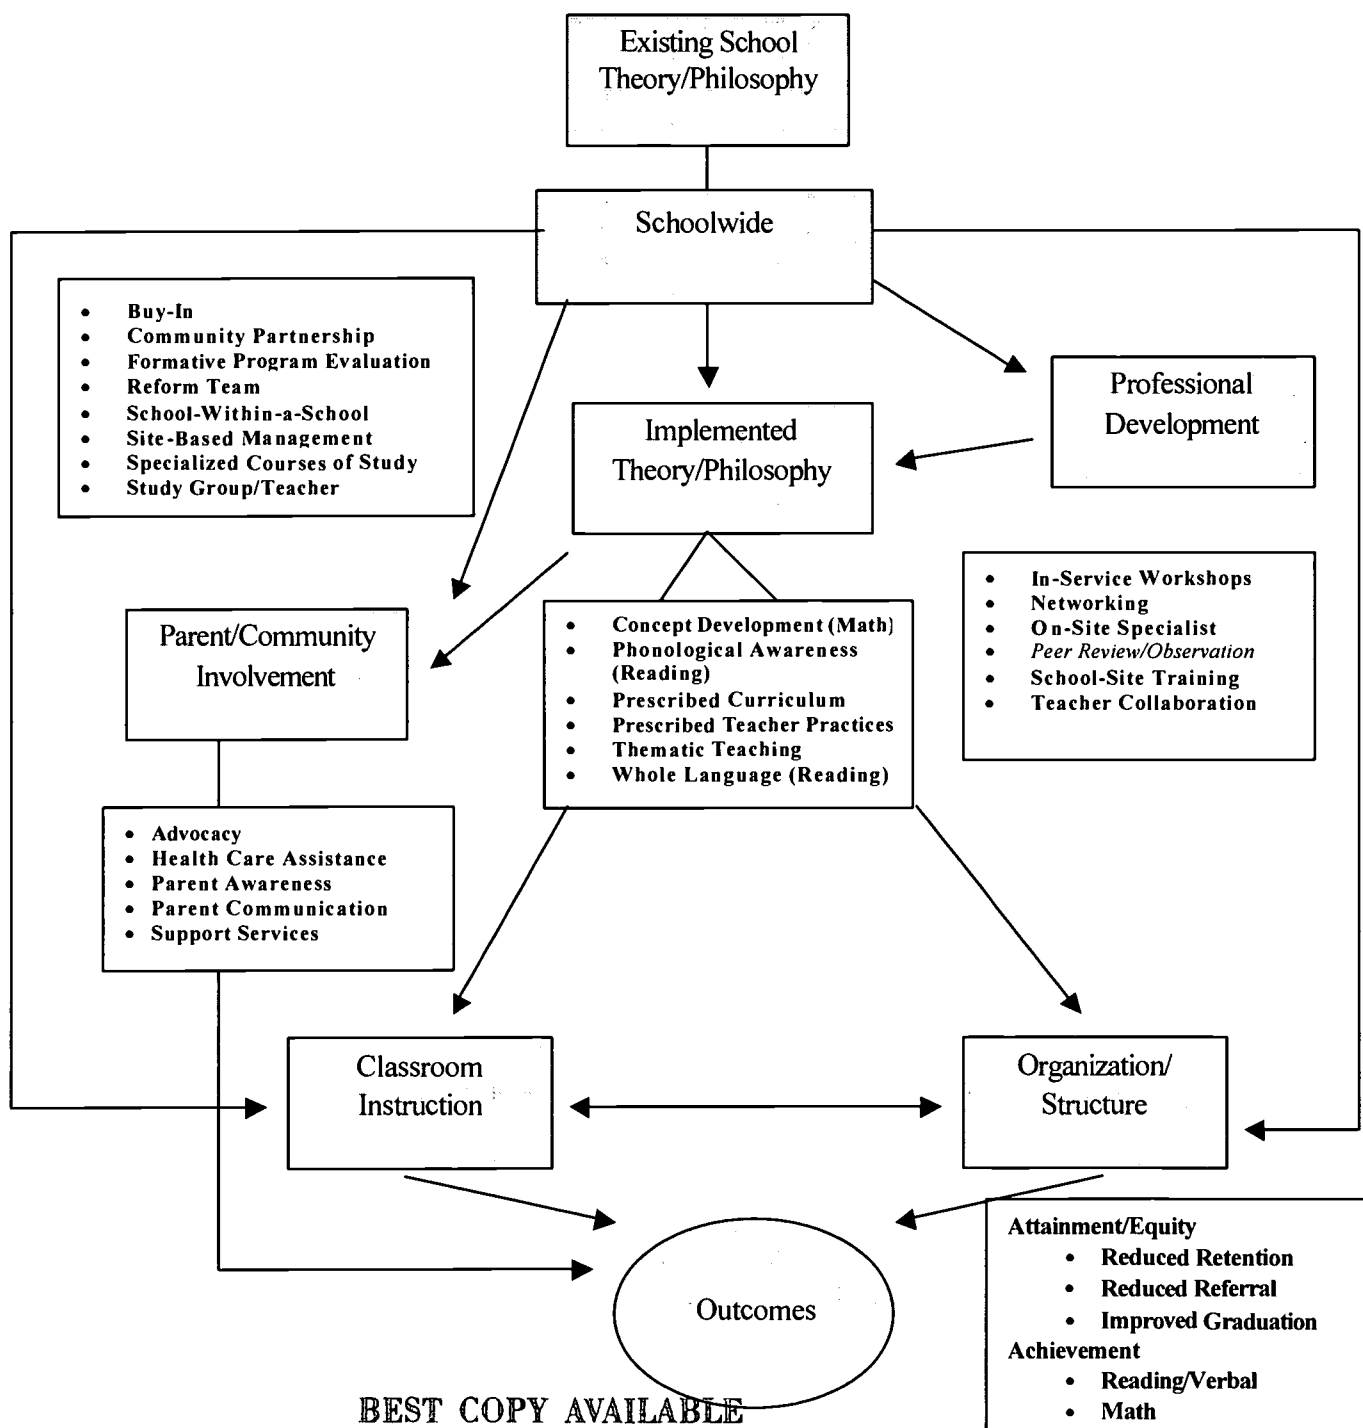 Existing School
Theory/Philosophy
Schoolwide
• Buy-In
• Community Partnership
• Formative Program Evaluation
• Reform Team
• School-Within-a-School
• Site-Based Management
• Specialized Courses of Study
• Study Group/Teacher
Professional
Development
Implemented
Theory/Philosophy
• In-Service Workshops
• Networking
• On-Site Specialist
• Peer Review/Observation
• School-Site Training
• Teacher Collaboration
Parent/Community
Involvement
• Concept Development (Math)
• Phonological Awareness
(Reading)
• Prescribed Curriculum
• Prescribed Teacher Practices
• Thematic Teaching
• Whole Language (Reading)
• Advocacy
• Health Care Assistance
• Parent Awareness
• Parent Communication
• Support Services
Classroom
Instruction
Organization/
Structure
Outcomes
Attainment/Equity
• Reduced Retention
• Reduced Referral
• Improved Graduation
Achievement
• Reading/Verbal
• Math
BEST COPY AVAILABLE